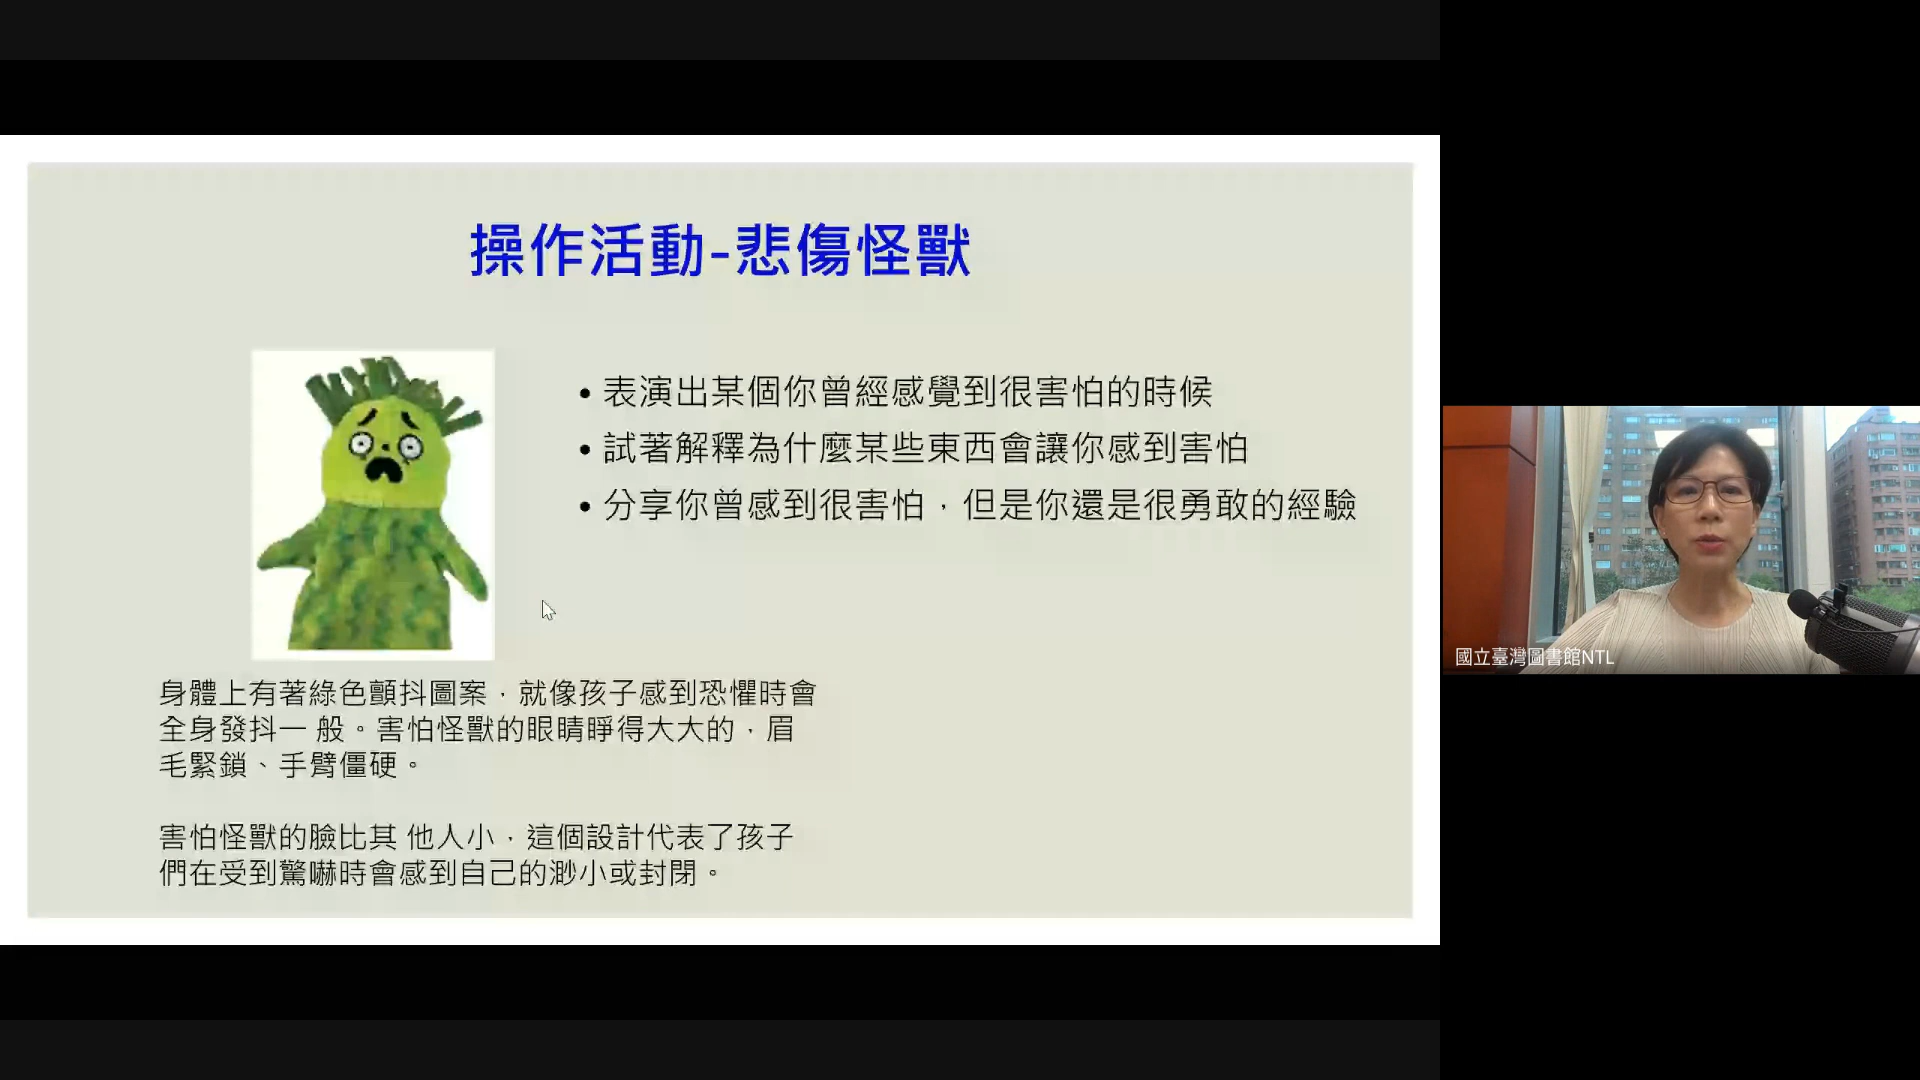 操作活動-悲傷怪獸
• 表演出某個你曾經感覺到很害怕的時候
• 試著解釋為什麼某些東西會讓你感到害怕
• 分享你曾感到很害怕，但是你還是很勇敢的經驗
身體上有著綠色顫抖圖案，就像孩子感到恐懼時會
全身發抖一 般。害怕怪獸的眼睛睜得大大的，眉
毛緊鎖、手臂僵硬。
害怕怪獸的臉比其 他人小，這個設計代表了孩子
們在受到驚嚇時會感到自己的渺小或封閉。
國立臺灣圖書館NTL